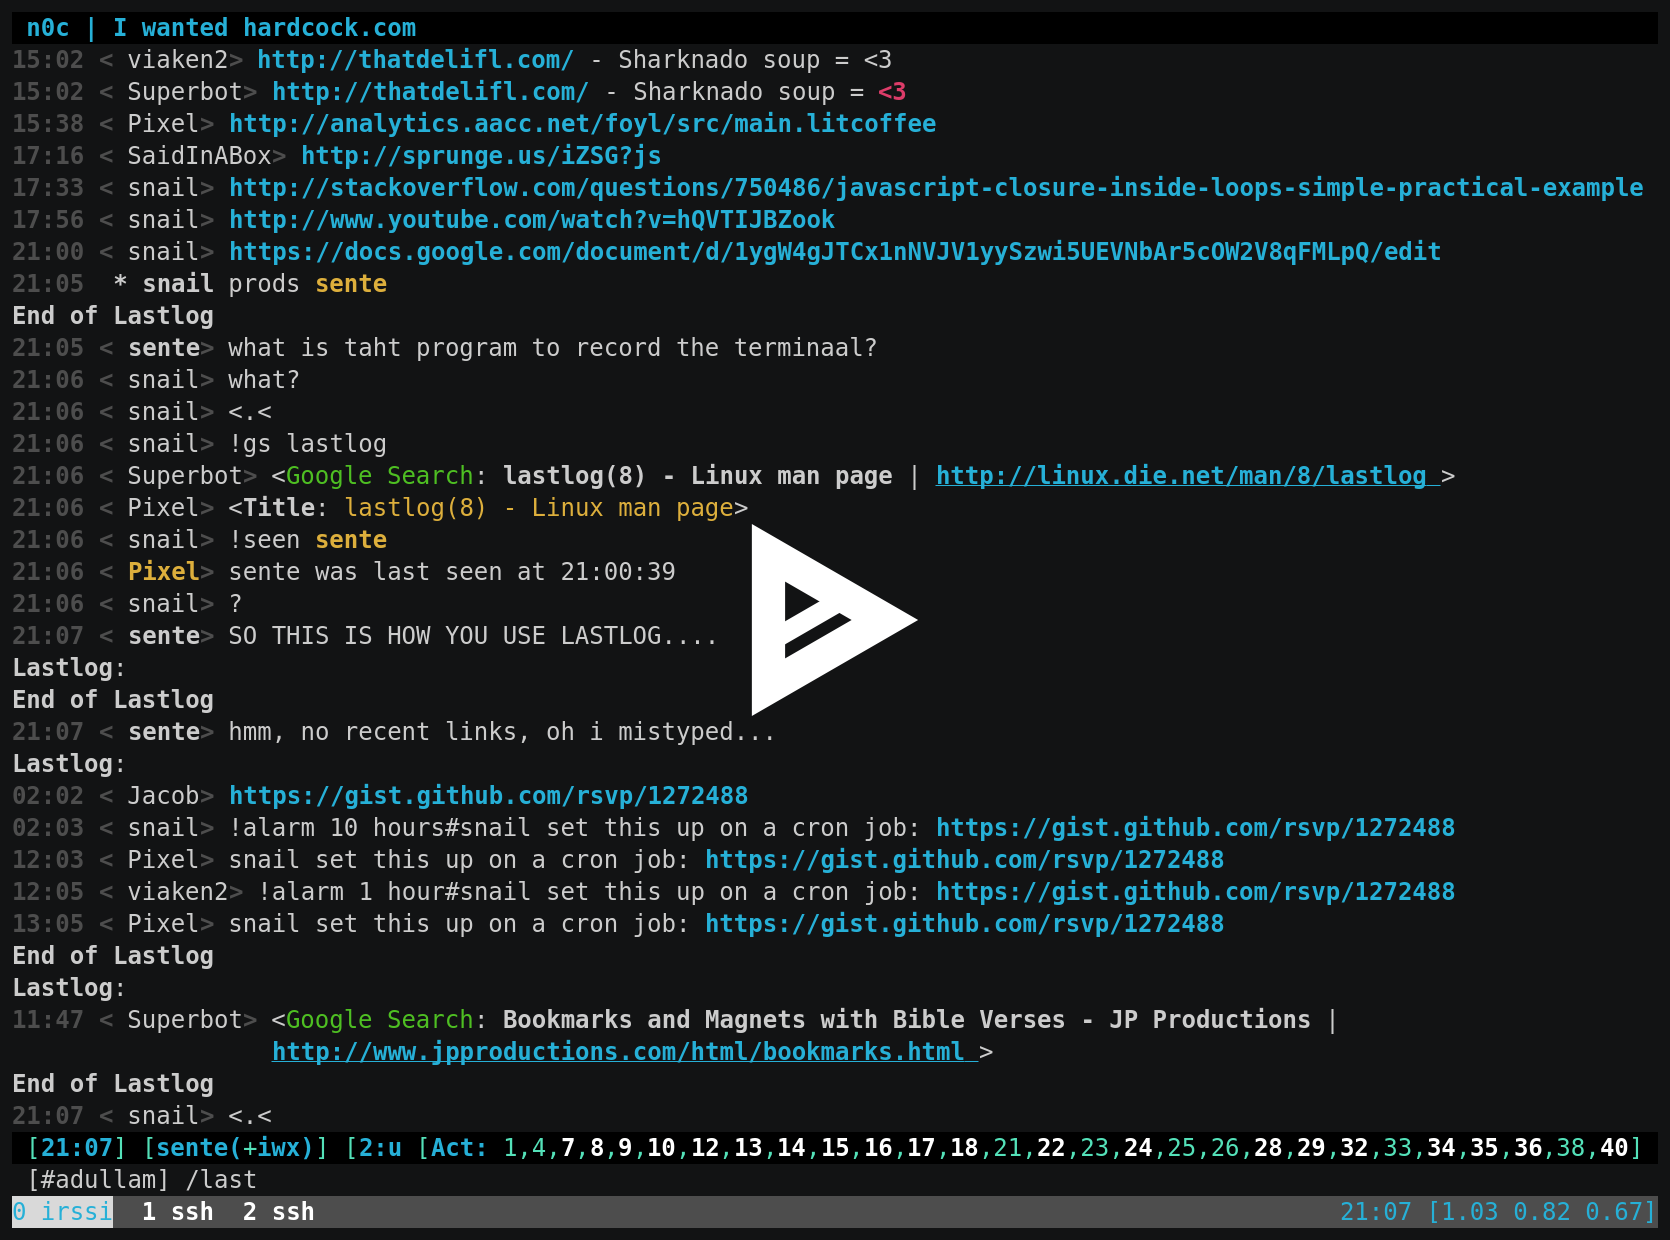 n0c | I wanted hardcock.com
15:02 < viaken2> http://thatdelifl.com/ - Sharknado soup = <3
15:02 < Superbot> http://thatdelifl.com/ - Sharknado soup = <3
15:38 < Pixel> http://analytics.aacc.net/foyl/src/main.litcoffee
17:16 < SaidInABox> http://sprunge.us/iZSG?js
17:33 < snail> http://stackoverflow.com/questions/750486/javascript-closure-inside-loops-simple-practical-example
17:56 < snail> http://www.youtube.com/watch?v=hQVTIJBZook
21:00 < snail> https://docs.google.com/document/d/1ygW4gJTCx1nNVJV1yySzwi5UEVNbAr5cOW2V8qFMLpQ/edit
21:05  * snail prods sente
End of Lastlog
21:05 < sente> what is taht program to record the terminaal?
21:06 < snail> what?
21:06 < snail> <.<
21:06 < snail> !gs lastlog
21:06 < Superbot> <Google Search: lastlog(8) - Linux man page | http://linux.die.net/man/8/lastlog >
21:06 < Pixel> <Title: lastlog(8) - Linux man page>
21:06 < snail> !seen sente
21:06 < Pixel> sente was last seen at 21:00:39
21:06 < snail> ?
21:07 < sente> SO THIS IS HOW YOU USE LASTLOG....
Lastlog:
End of Lastlog
21:07 < sente> hmm, no recent links, oh i mistyped...
Lastlog:
02:02 < Jacob> https://gist.github.com/rsvp/1272488
02:03 < snail> !alarm 10 hours#snail set this up on a cron job: https://gist.github.com/rsvp/1272488
12:03 < Pixel> snail set this up on a cron job: https://gist.github.com/rsvp/1272488
12:05 < viaken2> !alarm 1 hour#snail set this up on a cron job: https://gist.github.com/rsvp/1272488
13:05 < Pixel> snail set this up on a cron job: https://gist.github.com/rsvp/1272488
End of Lastlog
Lastlog:
11:47 < Superbot> <Google Search: Bookmarks and Magnets with Bible Verses - JP Productions |
http://www.jpproductions.com/html/bookmarks.html >
End of Lastlog
21:07 < snail> <.<
[21:07] [sente(+iwx)] [2:u [Act: 1,4,7,8,9,10,12,13,14,15,16,17,18,21,22,23,24,25,26,28,29,32,33,34,35,36,38,40]
[#adullam] /last
0 irssi  1 ssh  2 ssh 21:07 [1.03 0.82 0.67]